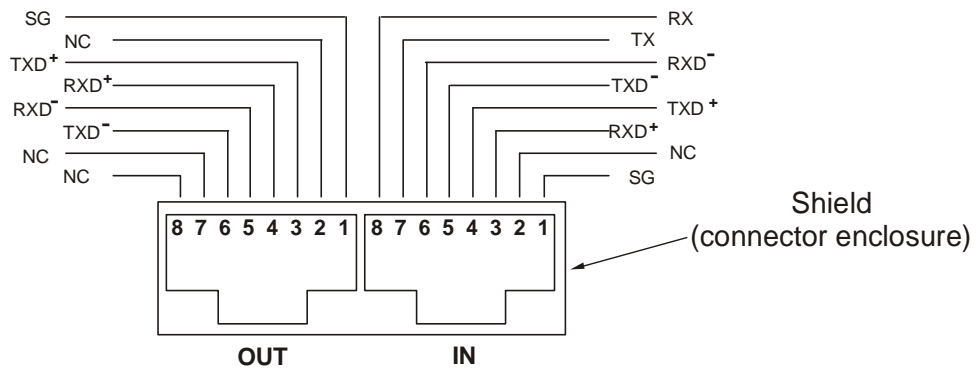 SG
NC
TXD+
RXD+
RXD-
TXD-
NC
NC
RX
TX
RXD-
TXD-
TXD+
RXD+
NC
SG
8 7 6 5 4 3 2 1
8 7 6 5 4 3 2 1
Shield
(connector enclosure)
OUT
IN